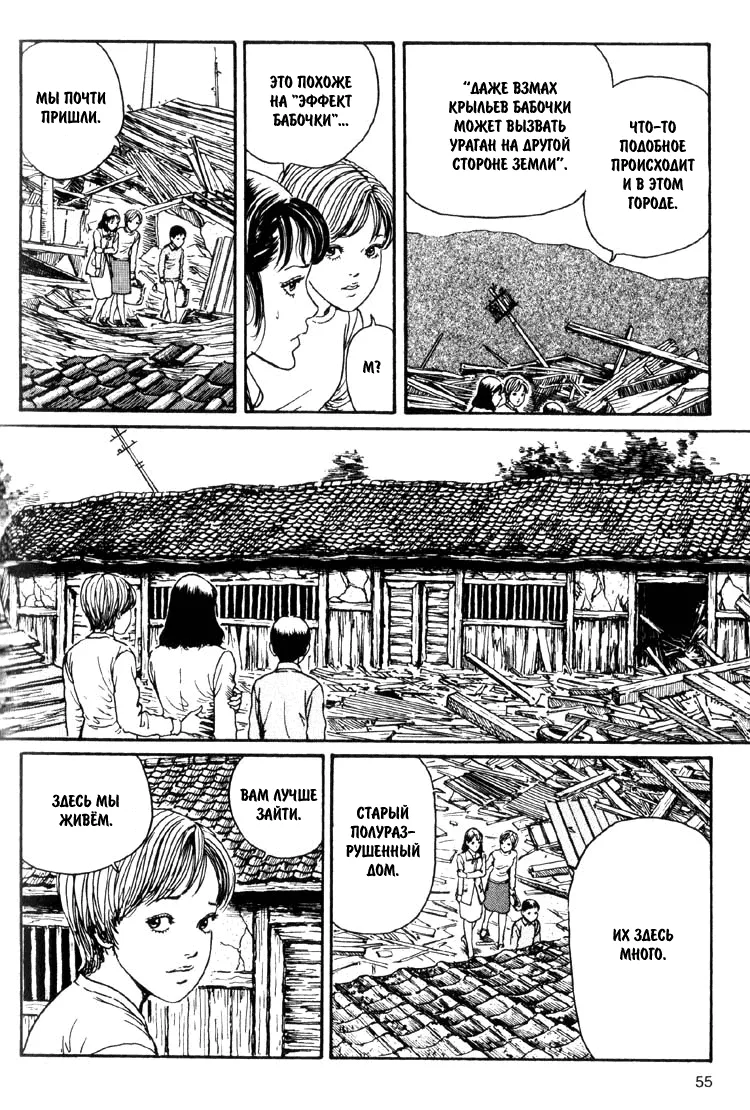 МЫ ПОЧТИ
ПРИШЛИ.
ЭТО ПОХОЖЕ
НА "ЭФФЕКТ
БАБОЧКИ"...
М?
"ДАЖЕ ВЗМАХ
КРЫЛЬЕВ БАБОЧКИ
МОЖЕТ ВЫЗВАТЬ
УРАГАН НА ДРУГОЙ
СТОРОНЕ ЗЕМЛИ".
ЧТО-ТО
ПОДОБНОЕ
ПРОИСХОДИТ
И В ЭТОМ
ГОРОДЕ.
ЗДЕСЬ МЫ
ЖИВЁМ.
ВАМ ЛУЧШЕ
ЗАЙТИ.
СТАРЫЙ
ПОЛУРАЗ-
РУШЕННЫЙ
ДОМ.
ИХ ЗДЕСЬ
МНОГО.
55